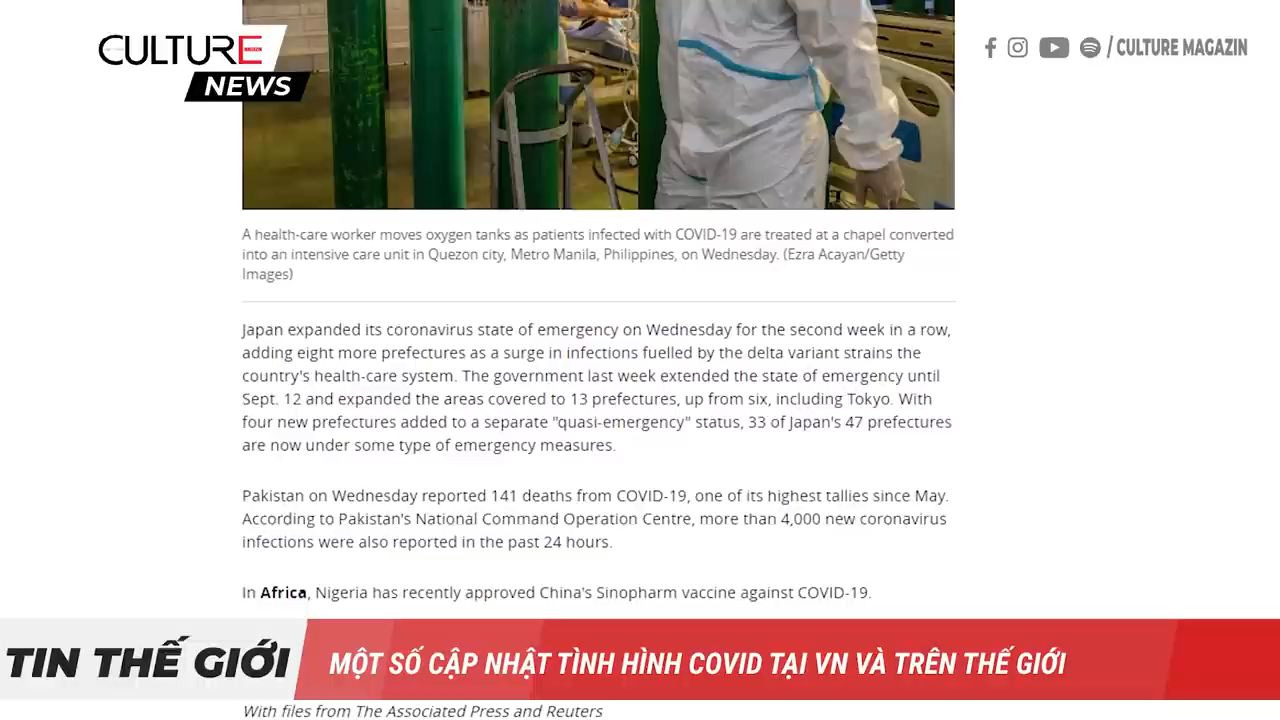 CULTURE
NEWS
/ CULTURE MAGAZIN
A health-care worker moves oxygen tanks as patients infected with COVID-19 are treated at a chapel converted
into an intensive care unit in Quezon city, Metro Manila, Philippines, on Wednesday. (Ezra Acayan/Getty
Images)
Japan expanded its coronavirus state of emergency on Wednesday for the second week in a row,
adding eight more prefectures as a surge in infections fuelled by the delta variant strains the
country's health-care system. The government last week extended the state of emergency until
Sept. 12 and expanded the areas covered to 13 prefectures, up from six, including Tokyo. With
four new prefectures added to a separate "quasi-emergency" status, 33 of Japan's 47 prefectures
are now under some type of emergency measures.
Pakistan on Wednesday reported 141 deaths from COVID-19, one of its highest tallies since May.
According to Pakistan's National Command Operation Centre, more than 4,000 new coronavirus
infections were also reported in the past 24 hours.
In Africa, Nigeria has recently approved China's Sinopharm vaccine against COVID-19.
TIN THẾ GIỚI
MỘT SỐ CẬP NHẬT TÌNH HÌNH COVID TẠI VN VÀ TRÊN THẾ GIỚI
With files from The Associated Press and Reuters